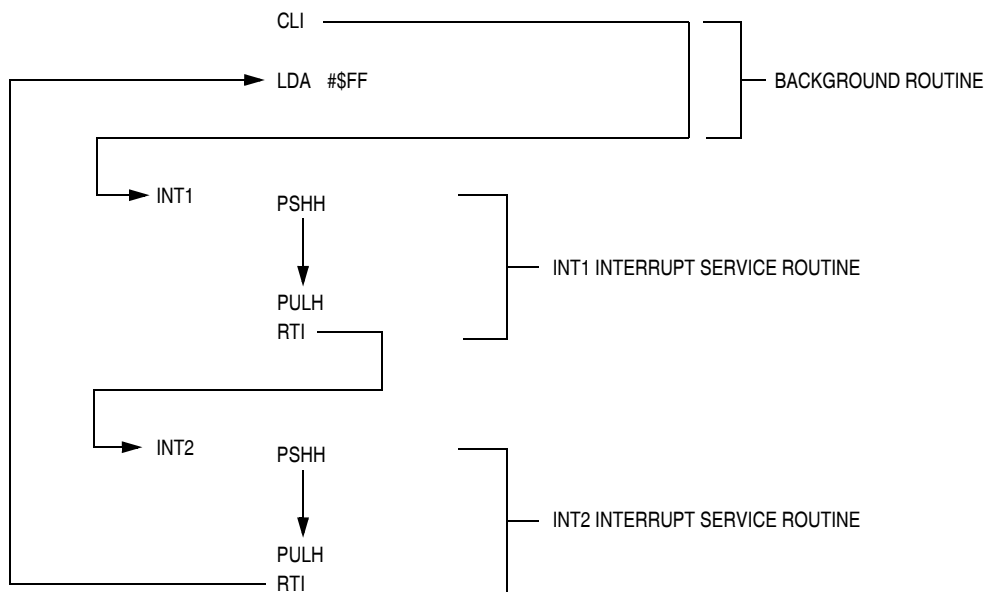 CLI
LDA #$FF
BACKGROUND ROUTINE
INT1
PSHH
INT1 INTERRUPT SERVICE ROUTINE
PULH
RTI
INT2
PSHH
INT2 INTERRUPT SERVICE ROUTINE
PULH
RTI